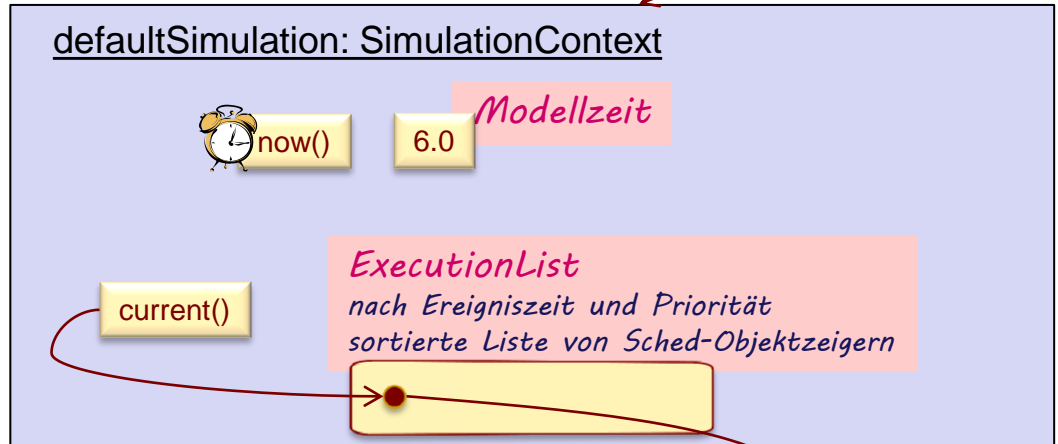 defaultSimulation: SimulationContext
Modellzeit
now()
6.0
ExecutionList
nach Ereigniszeit und Priorität
current()
sortierte Liste von Sched-Objektzeigern